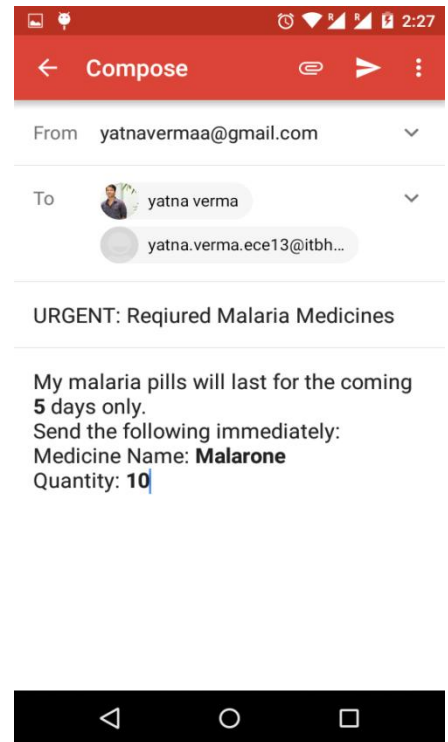 2:27
Compose
From yatnavermaa@gmail.com
To yatna verma
yatna.verma.ece13@itbh...
URGENT: Reqiured Malaria Medicines
My malaria pills will last for the coming
5 days only.
Send the following immediately:
Medicine Name: Malarone
Quantity: 10